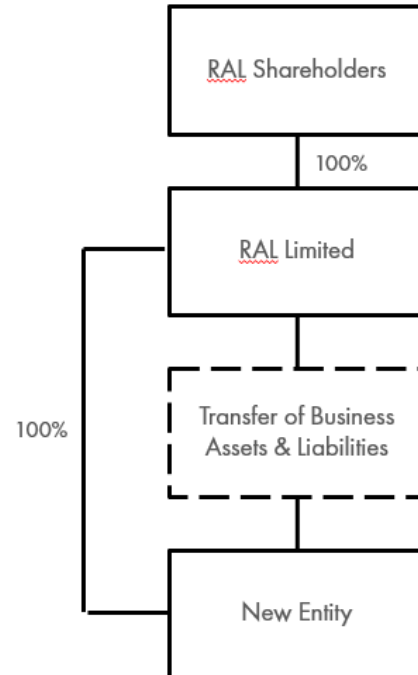 RAL Shareholders
100%
RAL Limited
Transfer of Business
Assets & Liabilities
100%
New Entity